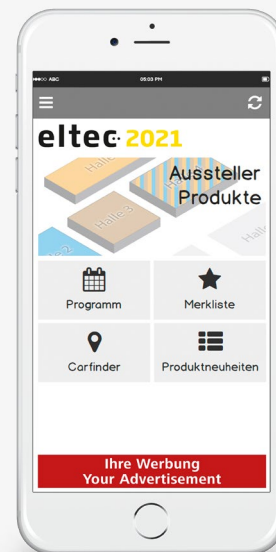 ABC 05:03 PM
eltec 2021
Aussteller
Produkte
Halle
Halle 3
Halle 2
Programm
Merkliste
Carfinder
Produktneuheiten
Ihre Werbung
Your Advertisement